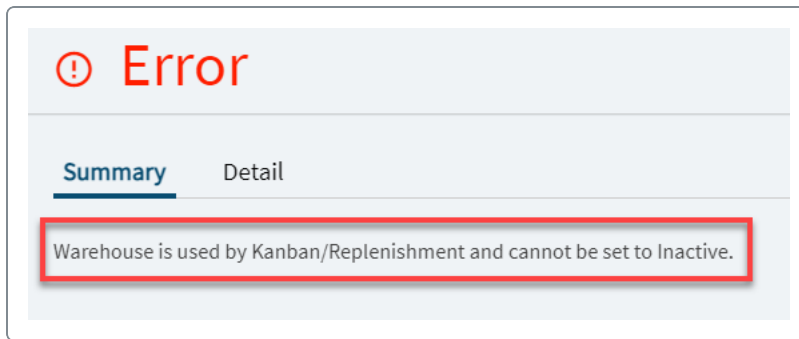 Error
Summary Detail
Warehouse is used by Kanban/Replenishment and cannot be set to Inactive.